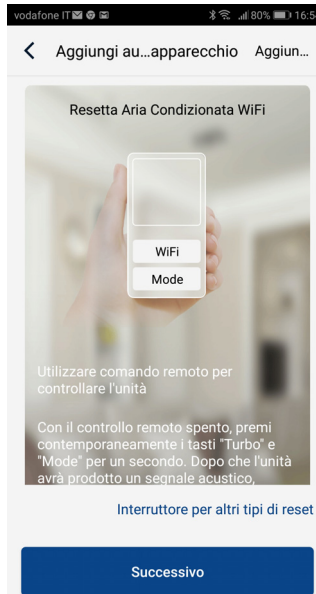 vodafone IT 80% 16:5
Aggiungi au...apparecchio Aggiun...
Resetta Aria Condizionata WiFi
WiFi
Mode
Utilizzare comando remoto per
controllare l'unità
Con il controllo remoto spento, premi
contemporaneamente i tasti "Turbo" e
"Mode" per un secondo. Dopo che l'unità
avrà prodotto un segnale acustico,
Interruttore per altri tipi di reset
Successivo